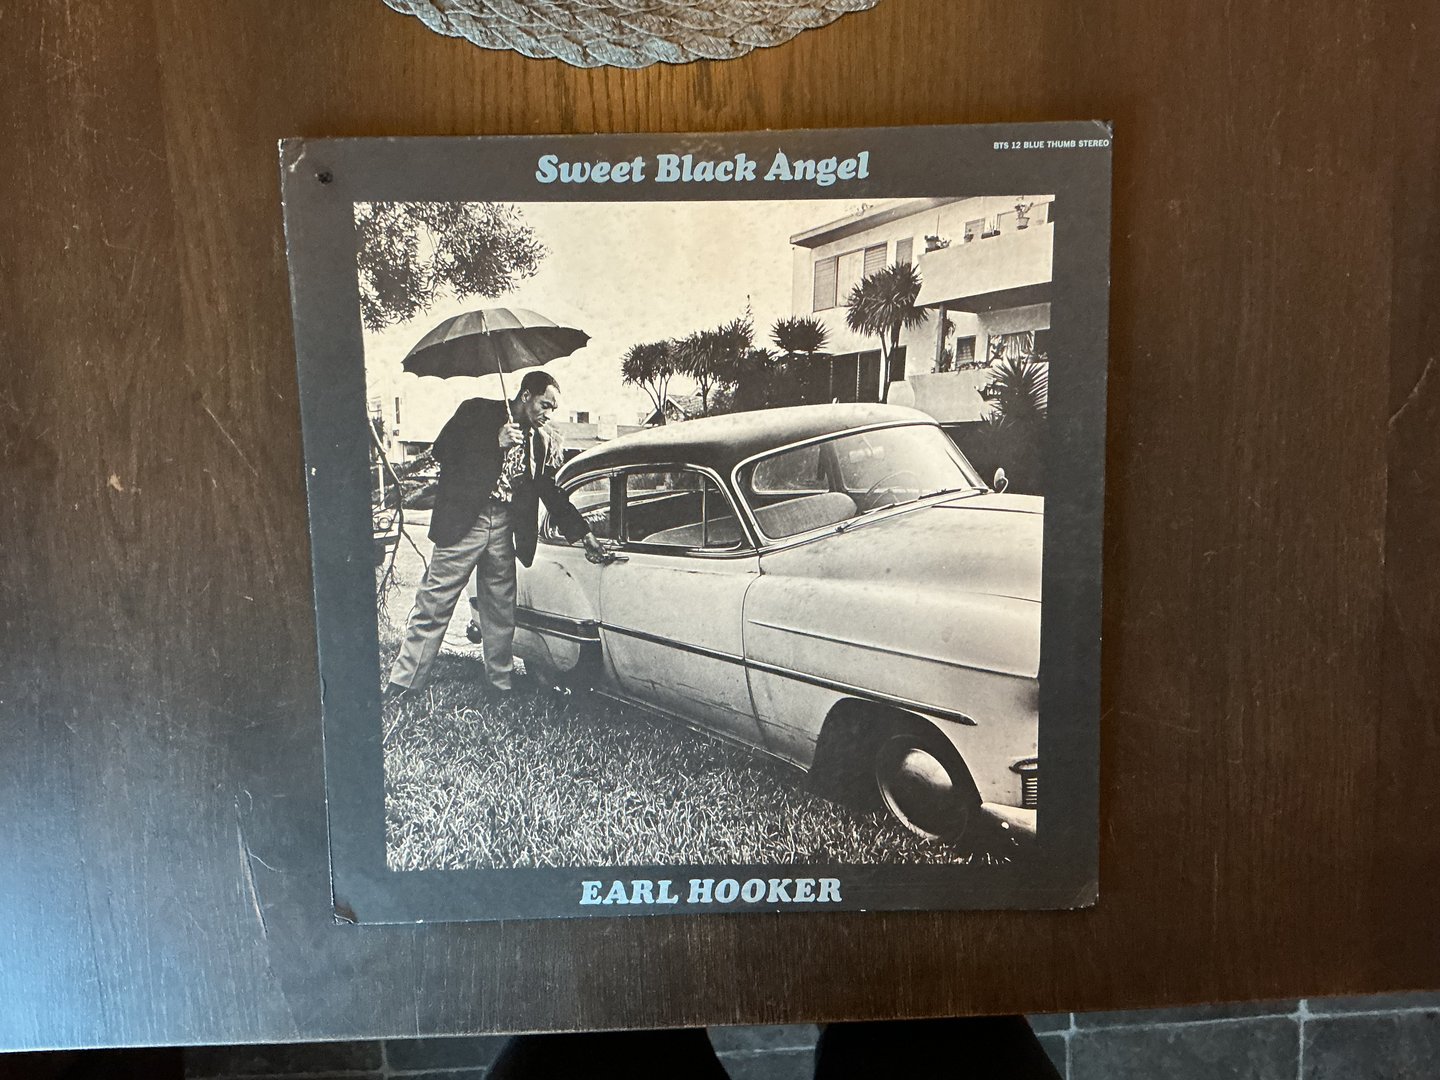 BTS 12 BLUE THUMB STEREO
Sweet Black Angel
EARL HOOKER